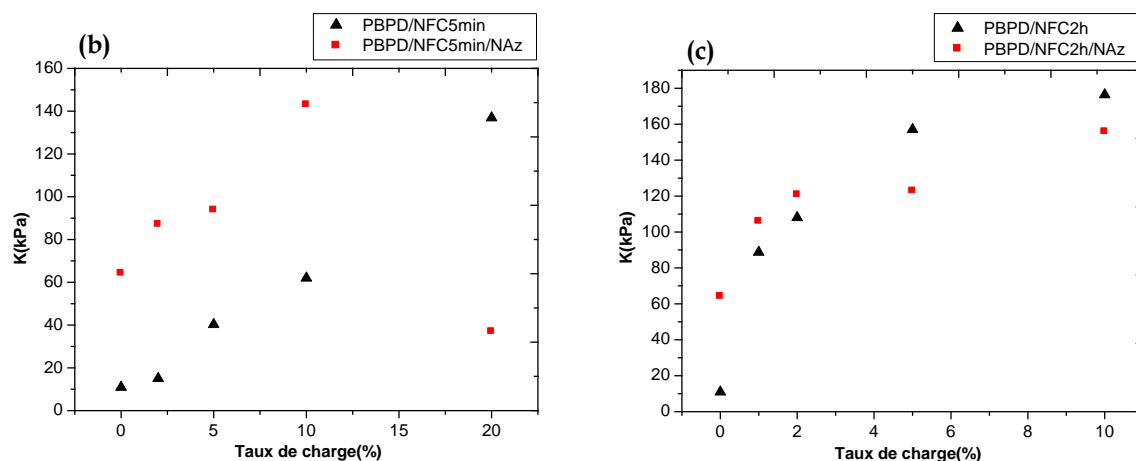 (b)
PBPD/NFC5min
PBPD/NFC5min/NAz
160
140
120
100
80
60
40
20
0
K(kPa)
0 5 10 15 20
Taux de charge(%)
(c)
PBPD/NFC2h
PBPD/NFC2h/NAz
180
160
140
120
100
80
60
40
20
0
K(kPa)
0 2 4 6 8 10
Taux de charge(%)